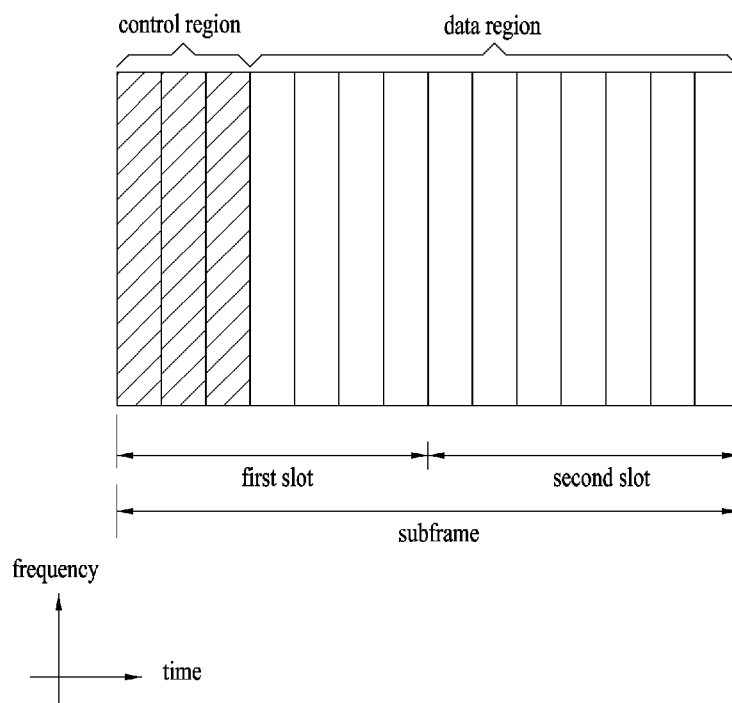 control region
data region
first slot
second slot
subframe
frequency
time